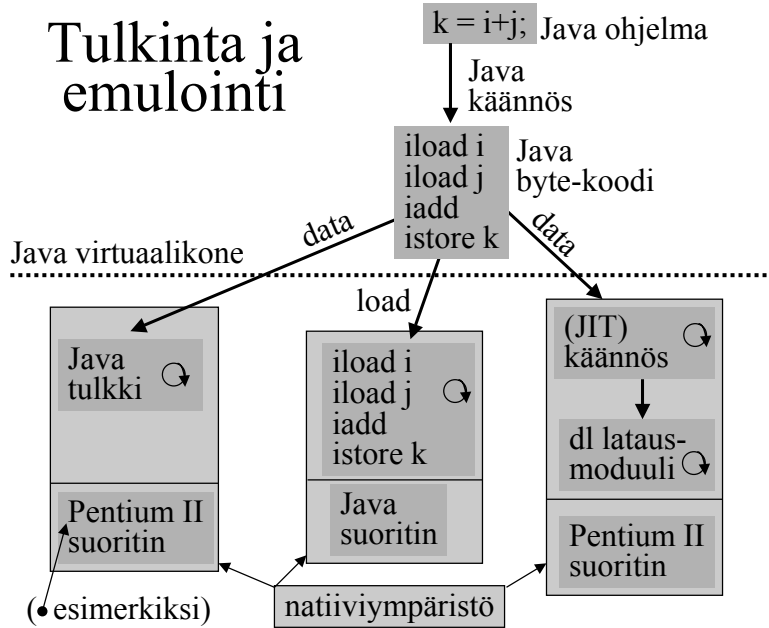 Tulkinta ja
emulointi
k = i+j;
Java ohjelma
Java
käännös
iload i
iload j
iadd
istore k
Java
byte-koodi
data
data
Java virtuaalikone
load
Java
tulkki
Pentium II
suoritin
iload i
iload j
iadd
istore k
Java
suoritin
(JIT)
käännös
dl lataus-
moduuli
Pentium II
suoritin
(• esimerkiksi)
natiiviympäristö